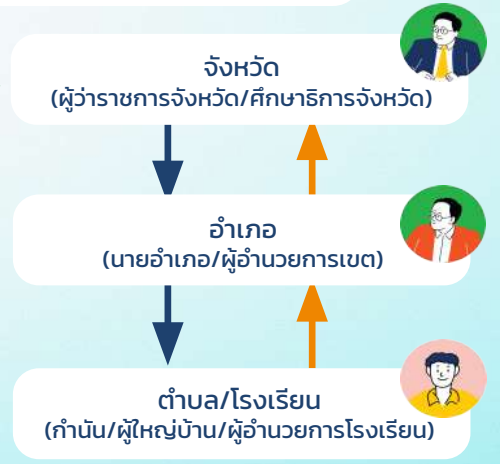 จังหวัด
(ผู้ว่าราชการจังหวัด/ศึกษาธิการจังหวัด)
อำเภอ
(นายอำเภอ/ผู้อำนวยการเขต)
ตำบล/โรงเรียน
(กำนัน/ผู้ใหญ่บ้าน/ผู้อำนวยการโรงเรียน)